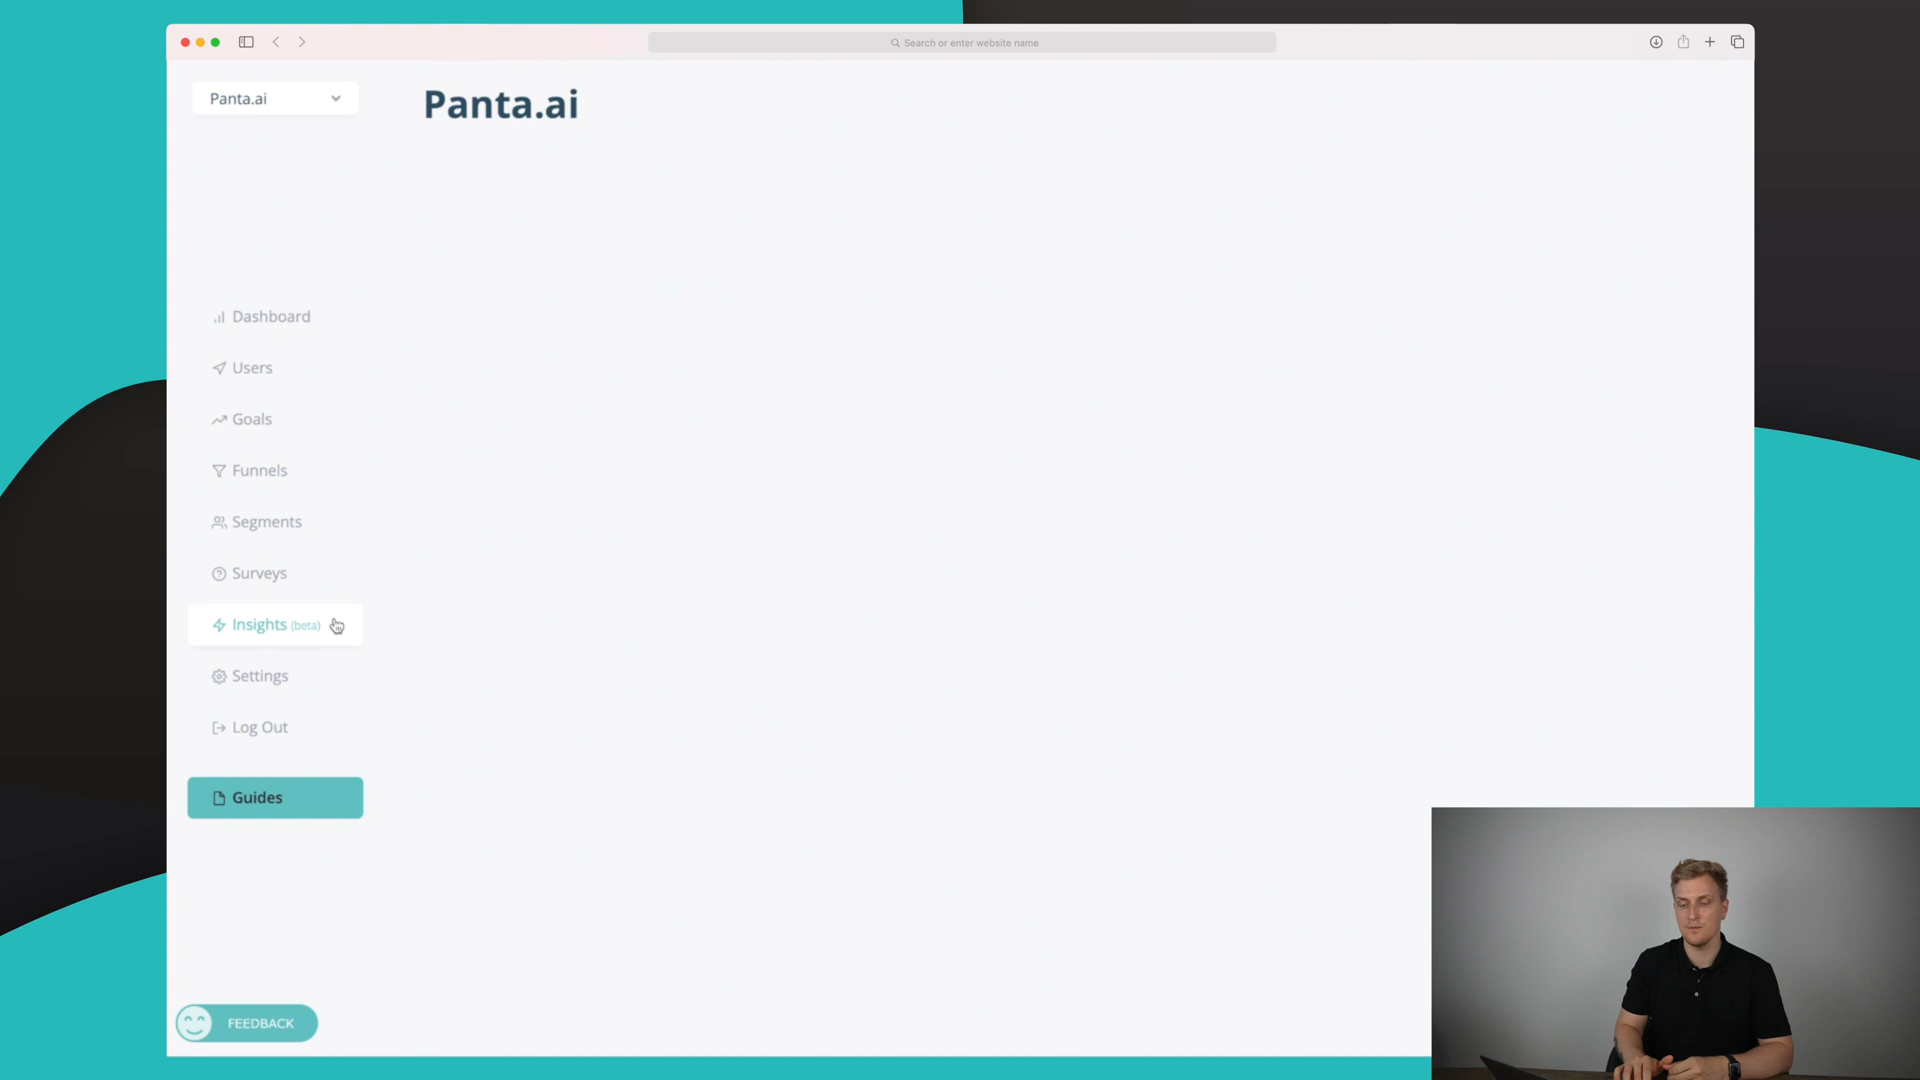 Search or enter website name
Panta.ai
Panta.ai
Dashboard
Users
Goals
Funnels
Segments
Surveys
Insights (beta)
Settings
Log Out
Guides
FEEDBACK